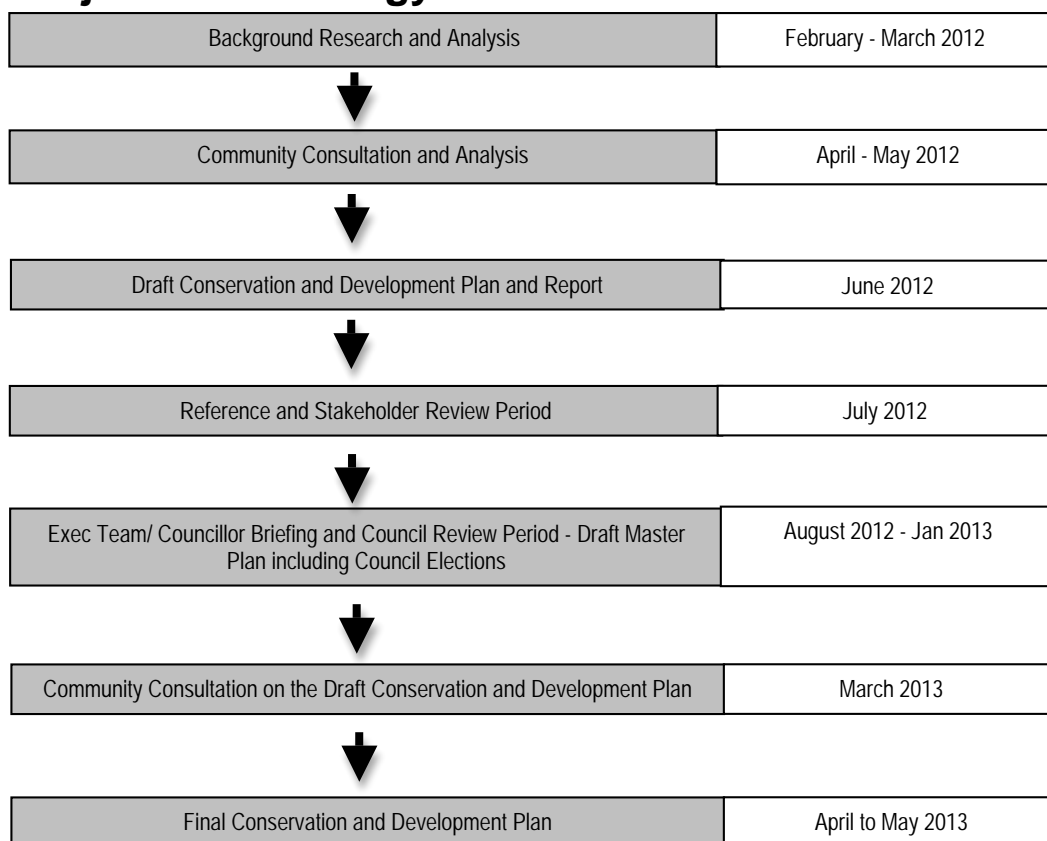 Background Research and Analysis
February - March 2012
Community Consultation and Analysis
April - May 2012
Draft Conservation and Development Plan and Report
June 2012
Reference and Stakeholder Review Period
July 2012
Exec Team/ Councillor Briefing and Council Review Period - Draft Master
Plan including Council Elections
August 2012 - Jan 2013
Community Consultation on the Draft Conservation and Development Plan
March 2013
Final Conservation and Development Plan
April to May 2013